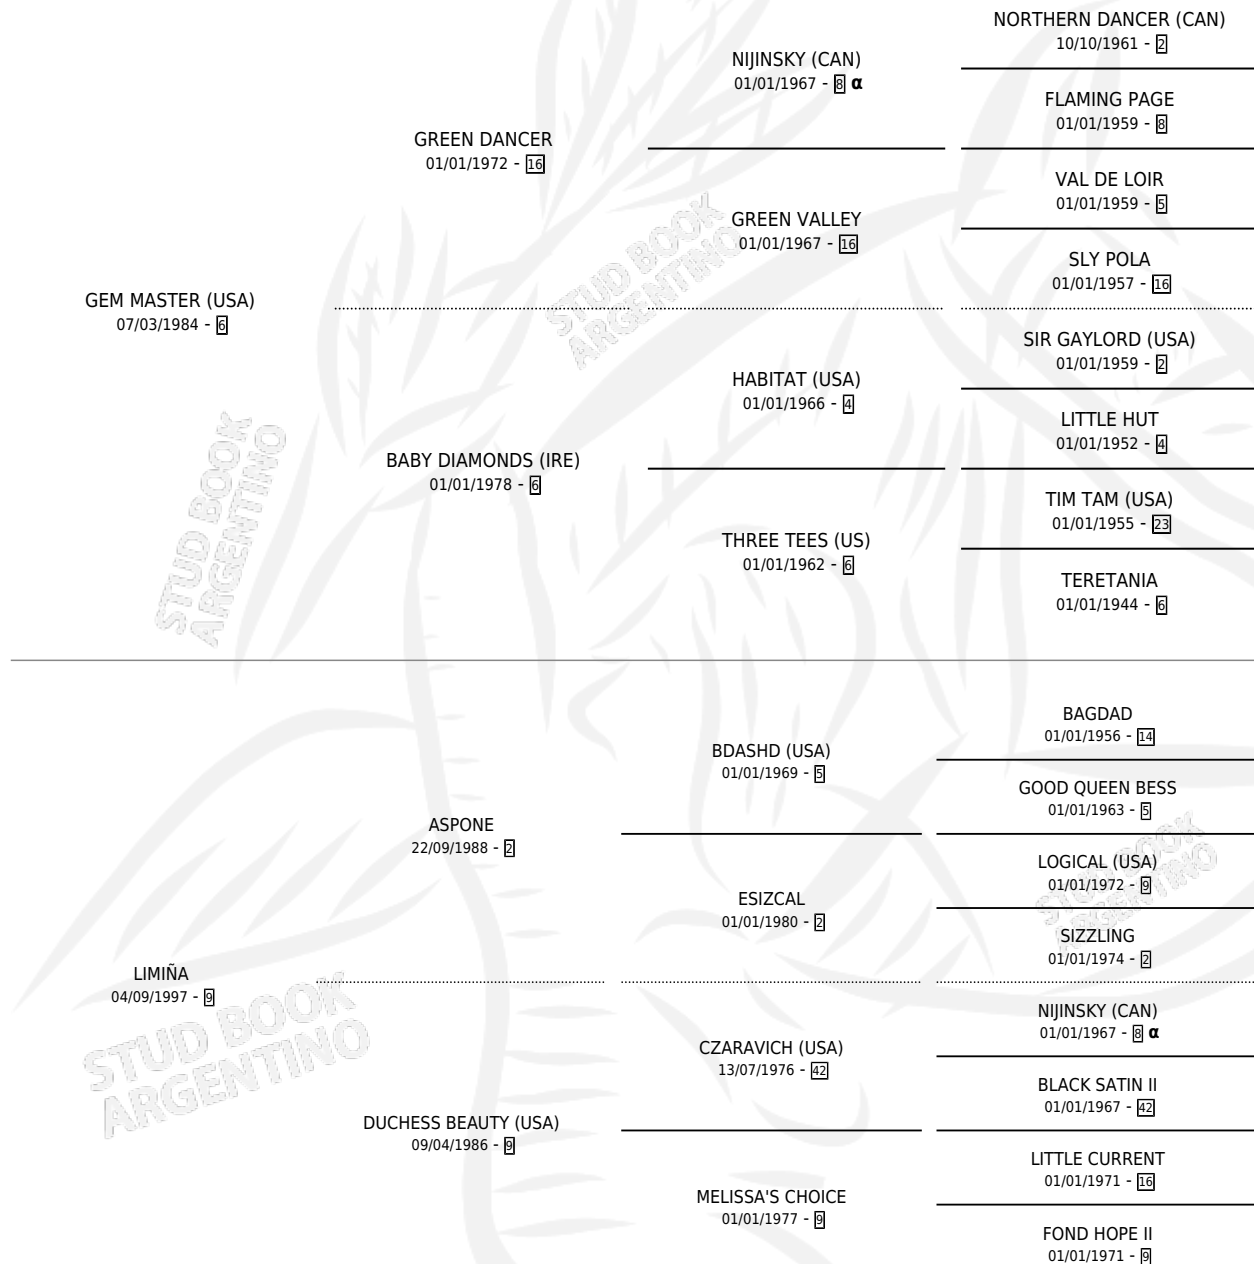 NORTHERN DANCER (CAN)
10/10/1961 - 2
NIJINSKY (CAN)
01/01/1967 - 8 α
FLAMING PAGE
01/01/1959 - 8
GREEN DANCER
01/01/1972 - 16
VAL DE LOIR
01/01/1959 - 5
GREEN VALLEY
01/01/1967 - 16
SLY POLA
01/01/1957 - 16
GEM MASTER (USA)
07/03/1984 - 6
SIR GAYLORD (USA)
01/01/1959 - 2
HABITAT (USA)
01/01/1966 - 4
LITTLE HUT
01/01/1952 - 4
BABY DIAMONDS (IRE)
01/01/1978 - 6
TIM TAM (USA)
01/01/1955 - 23
THREE TEES (US)
01/01/1962 - 6
TERETANIA
01/01/1944 - 6
BAGDAD
01/01/1956 - 14
BDASHD (USA)
01/01/1969 - 5
GOOD QUEEN BESS
01/01/1963 - 5
ASPONE
22/09/1988 - 2
LOGICAL (USA)
01/01/1972 - 9
ESIZCAL
01/01/1980 - 2
SIZZLING
01/01/1974 - 2
LIMIÑA
04/09/1997 - 9
NIJINSKY (CAN)
01/01/1967 - 8 α
CZARAVICH (USA)
13/07/1976 - 42
BLACK SATIN II
01/01/1967 - 42
DUCHESS BEAUTY (USA)
09/04/1986 - 9
LITTLE CURRENT
01/01/1971 - 16
MELISSA'S CHOICE
01/01/1977 - 9
FOND HOPE II
01/01/1971 - 9
STUD BOOK
ARGENTINO
STUD BOOK
ARGENTINO
STUD BOOK
ARGENTINO
STUD BOOK
ARGENTINO